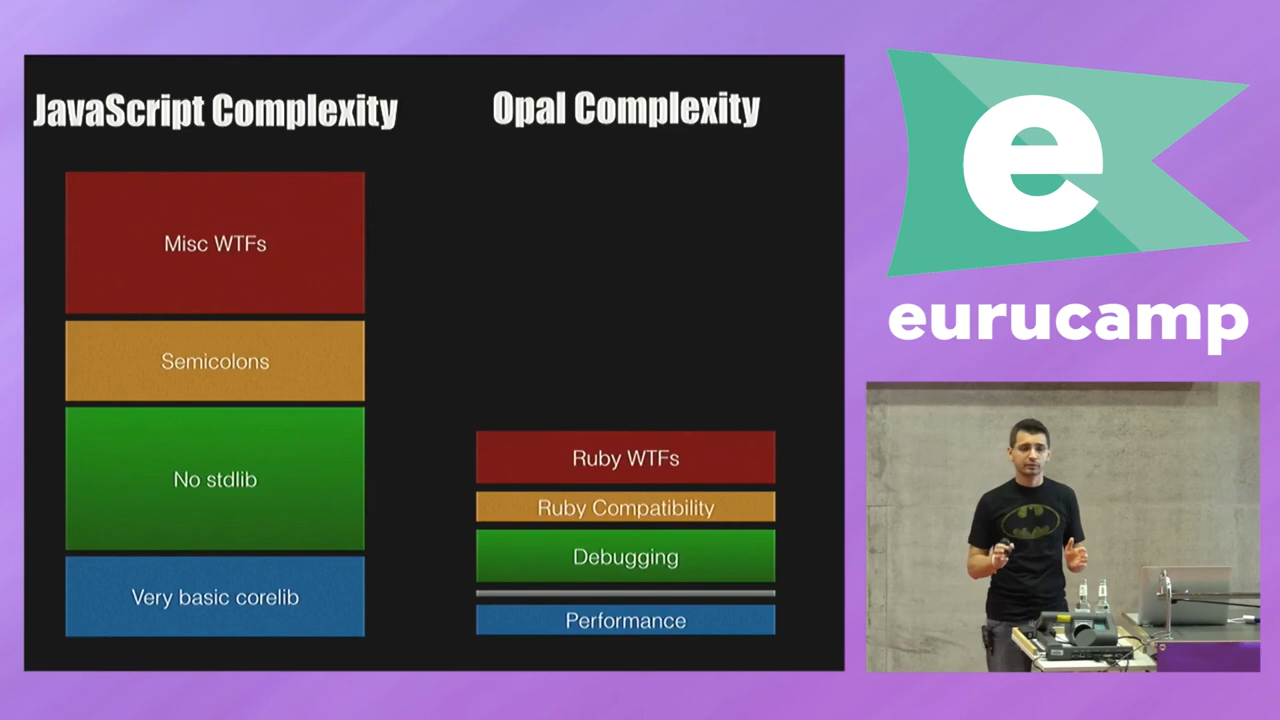 JavaScript Complexity
Misc WTFs
Semicolons
No stdlib
Very basic corelib
Opal Complexity
Ruby WTFs
Ruby Compatibility
Debugging
Performance
e
eurucamp